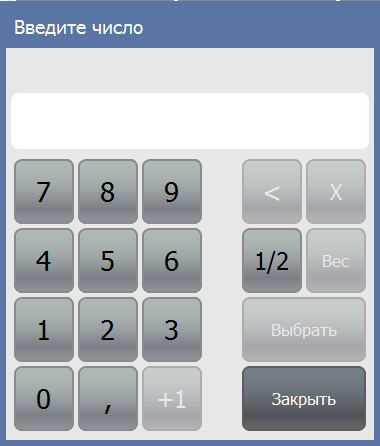 Введите число
7 8 9 < X
4 5 6 1/2 Вес
1 2 3 Выбрать
0 , +1 Закрыть